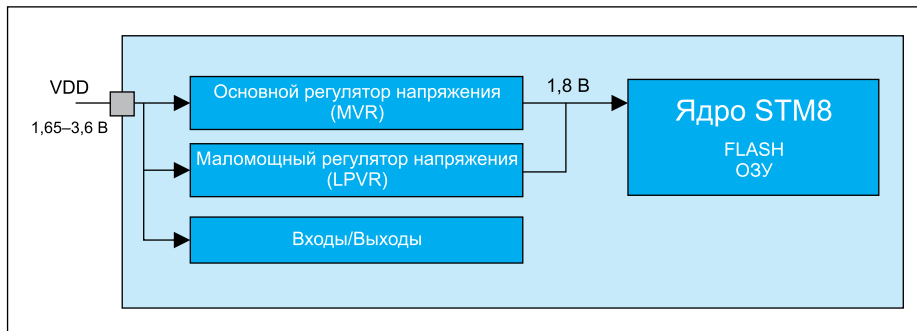 VDD
1,65–3,6 В
Основной регулятор напряжения
(MVR)
1,8 В
Маломощный регулятор напряжения
(LPVR)
Входы/Выходы
Ядро STM8
FLASH
ОЗУ